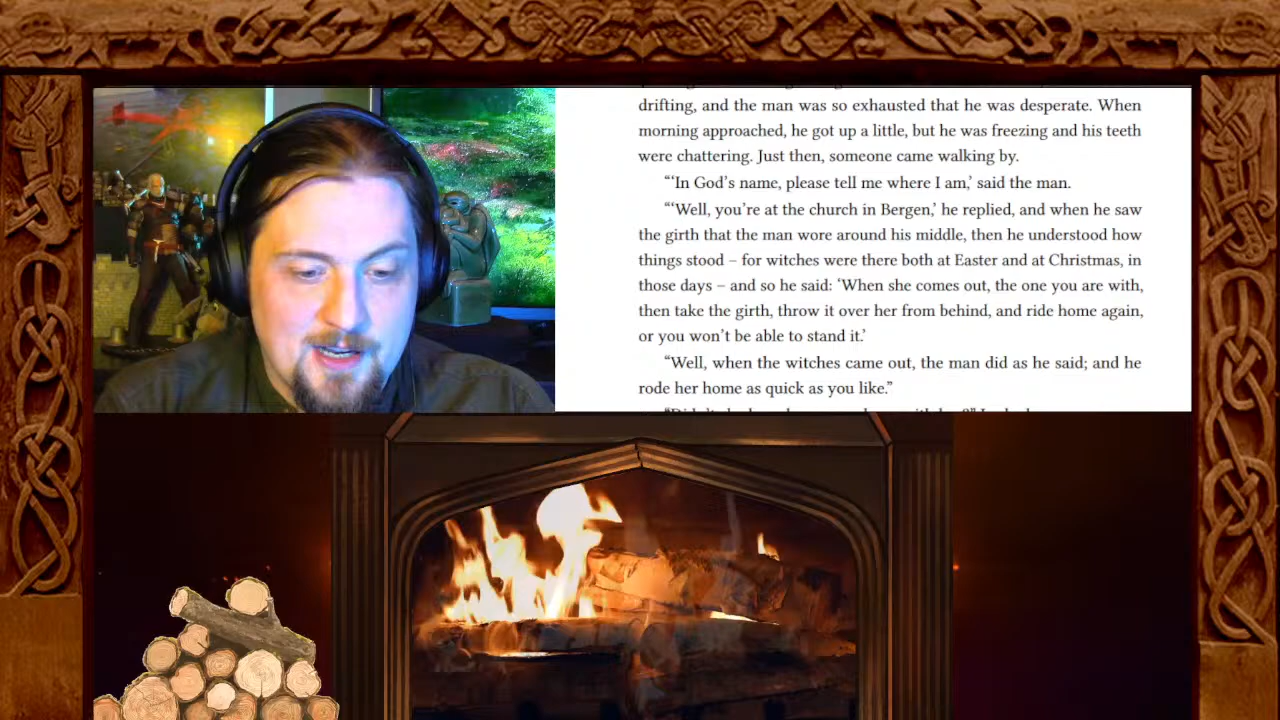 drifting, and the man was so exhausted that he was desperate. When
morning approached, he got up a little, but he was freezing and his teeth
were chattering. Just then, someone came walking by.
“‘In God’s name, please tell me where I am,’ said the man.
“‘Well, you’re at the church in Bergen,’ he replied, and when he saw
the girth that the man wore around his middle, then he understood how
things stood – for witches were there both at Easter and at Christmas, in
those days – and so he said: ‘When she comes out, the one you are with,
then take the girth, throw it over her from behind, and ride home again,
or you won’t be able to stand it.’
“Well, when the witches came out, the man did as he said; and he
rode her home as quick as you like.”